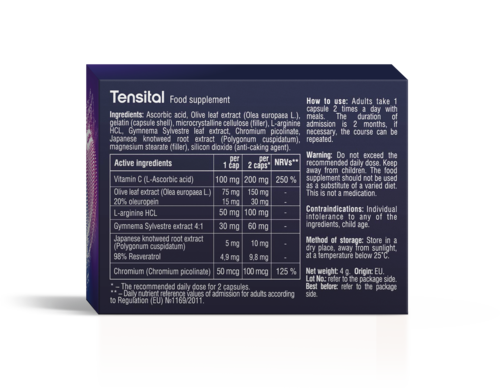 Tensital Food supplement
Ingredients: Ascorbic acid, Olive leaf extract (Olea europaea L.),
gelatin (capsule shell), microcrystalline cellulose (filler), L-arginine
HCL, Gymnema Sylvestre leaf extract, Chromium picolinate,
Japanese knotweed root extract (Polygonum cuspidatum),
magnesium stearate (filler), silicon dioxide (anti-caking agent).
Active ingredients per 1 cap per 2 caps* NRVs**
Vitamin C (L-Ascorbic acid) 100 mg 200 mg 250 %
Olive leaf extract (Olea europaea L.) 75 mg 150 mg -
20% oleuropein 15 mg 30 mg -
L-arginine HCL 50 mg 100 mg -
Gymnema Sylvestre extract 4:1 30 mg 60 mg -
Japanese knotweed root extract
(Polygonum cuspidatum) 5 mg 10 mg -
98% Resveratrol 4,9 mg 9,8 mg -
Chromium (Chromium picolinate) 50 mcg 100 mcg 125 %
* – The recommended daily dose for 2 capsules.
** – Daily nutrient reference values of admission for adults according
to Regulation (EU) №1169/2011.
How to use: Adults take 1
capsule 2 times a day with
meals. The duration of
admission is 2 months, if
necessary, the course can be
repeated.
Warning: Do not exceed the
recommended daily dose. Keep
away from children. The food
supplement should not be used
as a substitute of a varied diet.
This is not a medication.
Contraindications: Individual
intolerance to any of the
ingredients, child age.
Method of storage: Store in a
dry place, away from sunlight,
at a temperature below 25°C.
Net weight: 4 g. Origin: EU.
Lot No.: refer to the package side.
Best before: refer to the package
side.